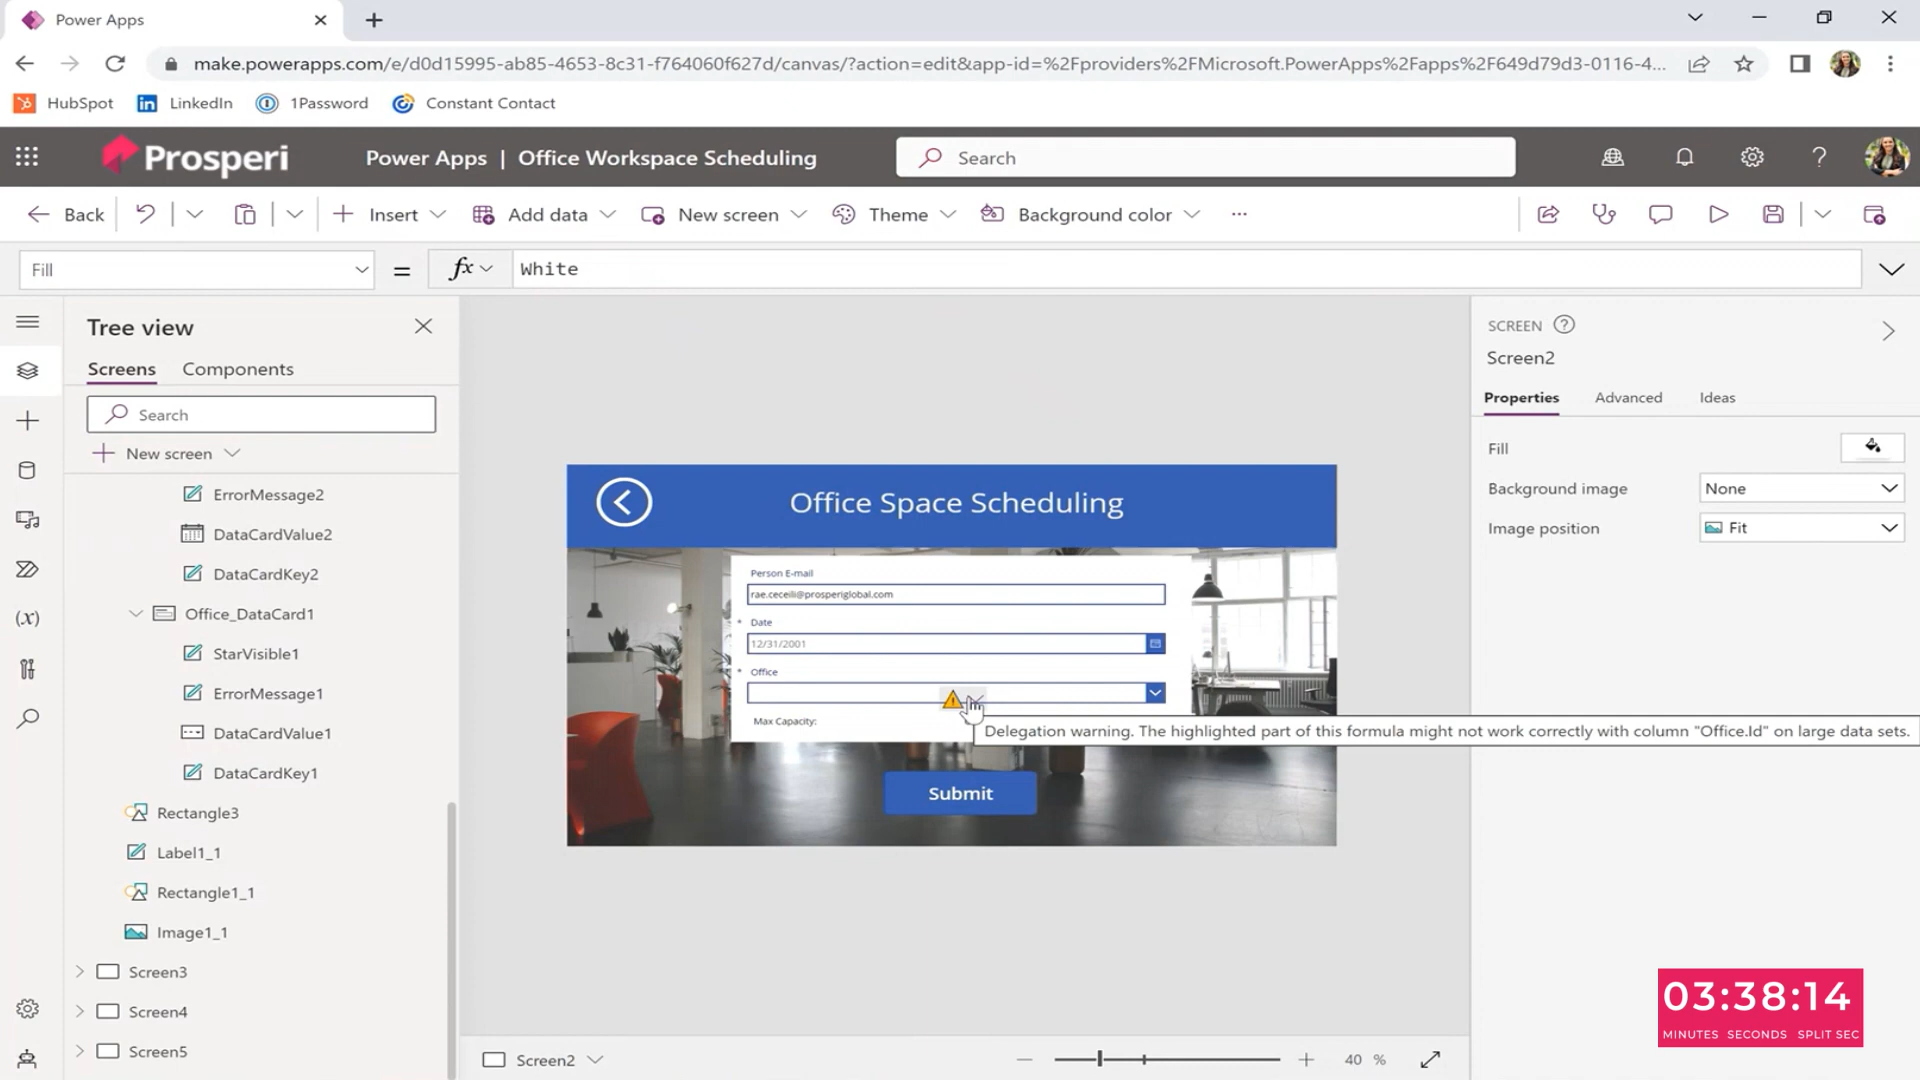 Power Apps
make.powerapps.com/e/d0d15995-ab85-4653-8c31-f764060f627d/canvas/?action=edit&app-id=%2Fproviders%2FMicrosoft.PowerApps%2Fapps%2F649d79d3-0116-4...
HubSpot LinkedIn 1Password Constant Contact
Prosperi Power Apps | Office Workspace Scheduling Search
Back Insert Add data New screen Theme Background color ...
Fill = fx White
Tree view
Screens Components
Search
New screen
ErrorMessage2
DataCardValue2
DataCardKey2
Office_DataCard1
StarVisible1
ErrorMessage1
DataCardValue1
DataCardKey1
Rectangle3
Label1_1
Rectangle1_1
Image1_1
Screen3
Screen4
Screen5
Office Space Scheduling
Person E-mail
rae.ceceili@prosperiglobal.com
* Date
12/31/2001
* Office
Max Capacity:
Delegation warning. The highlighted part of this formula might not work correctly with column "Office.Id" on large data sets.
Submit
SCREEN
Screen2
Properties Advanced Ideas
Fill
Background image None
Image position Fit
Screen2
40 %
03:38:14
MINUTES SECONDS SPLIT SEC